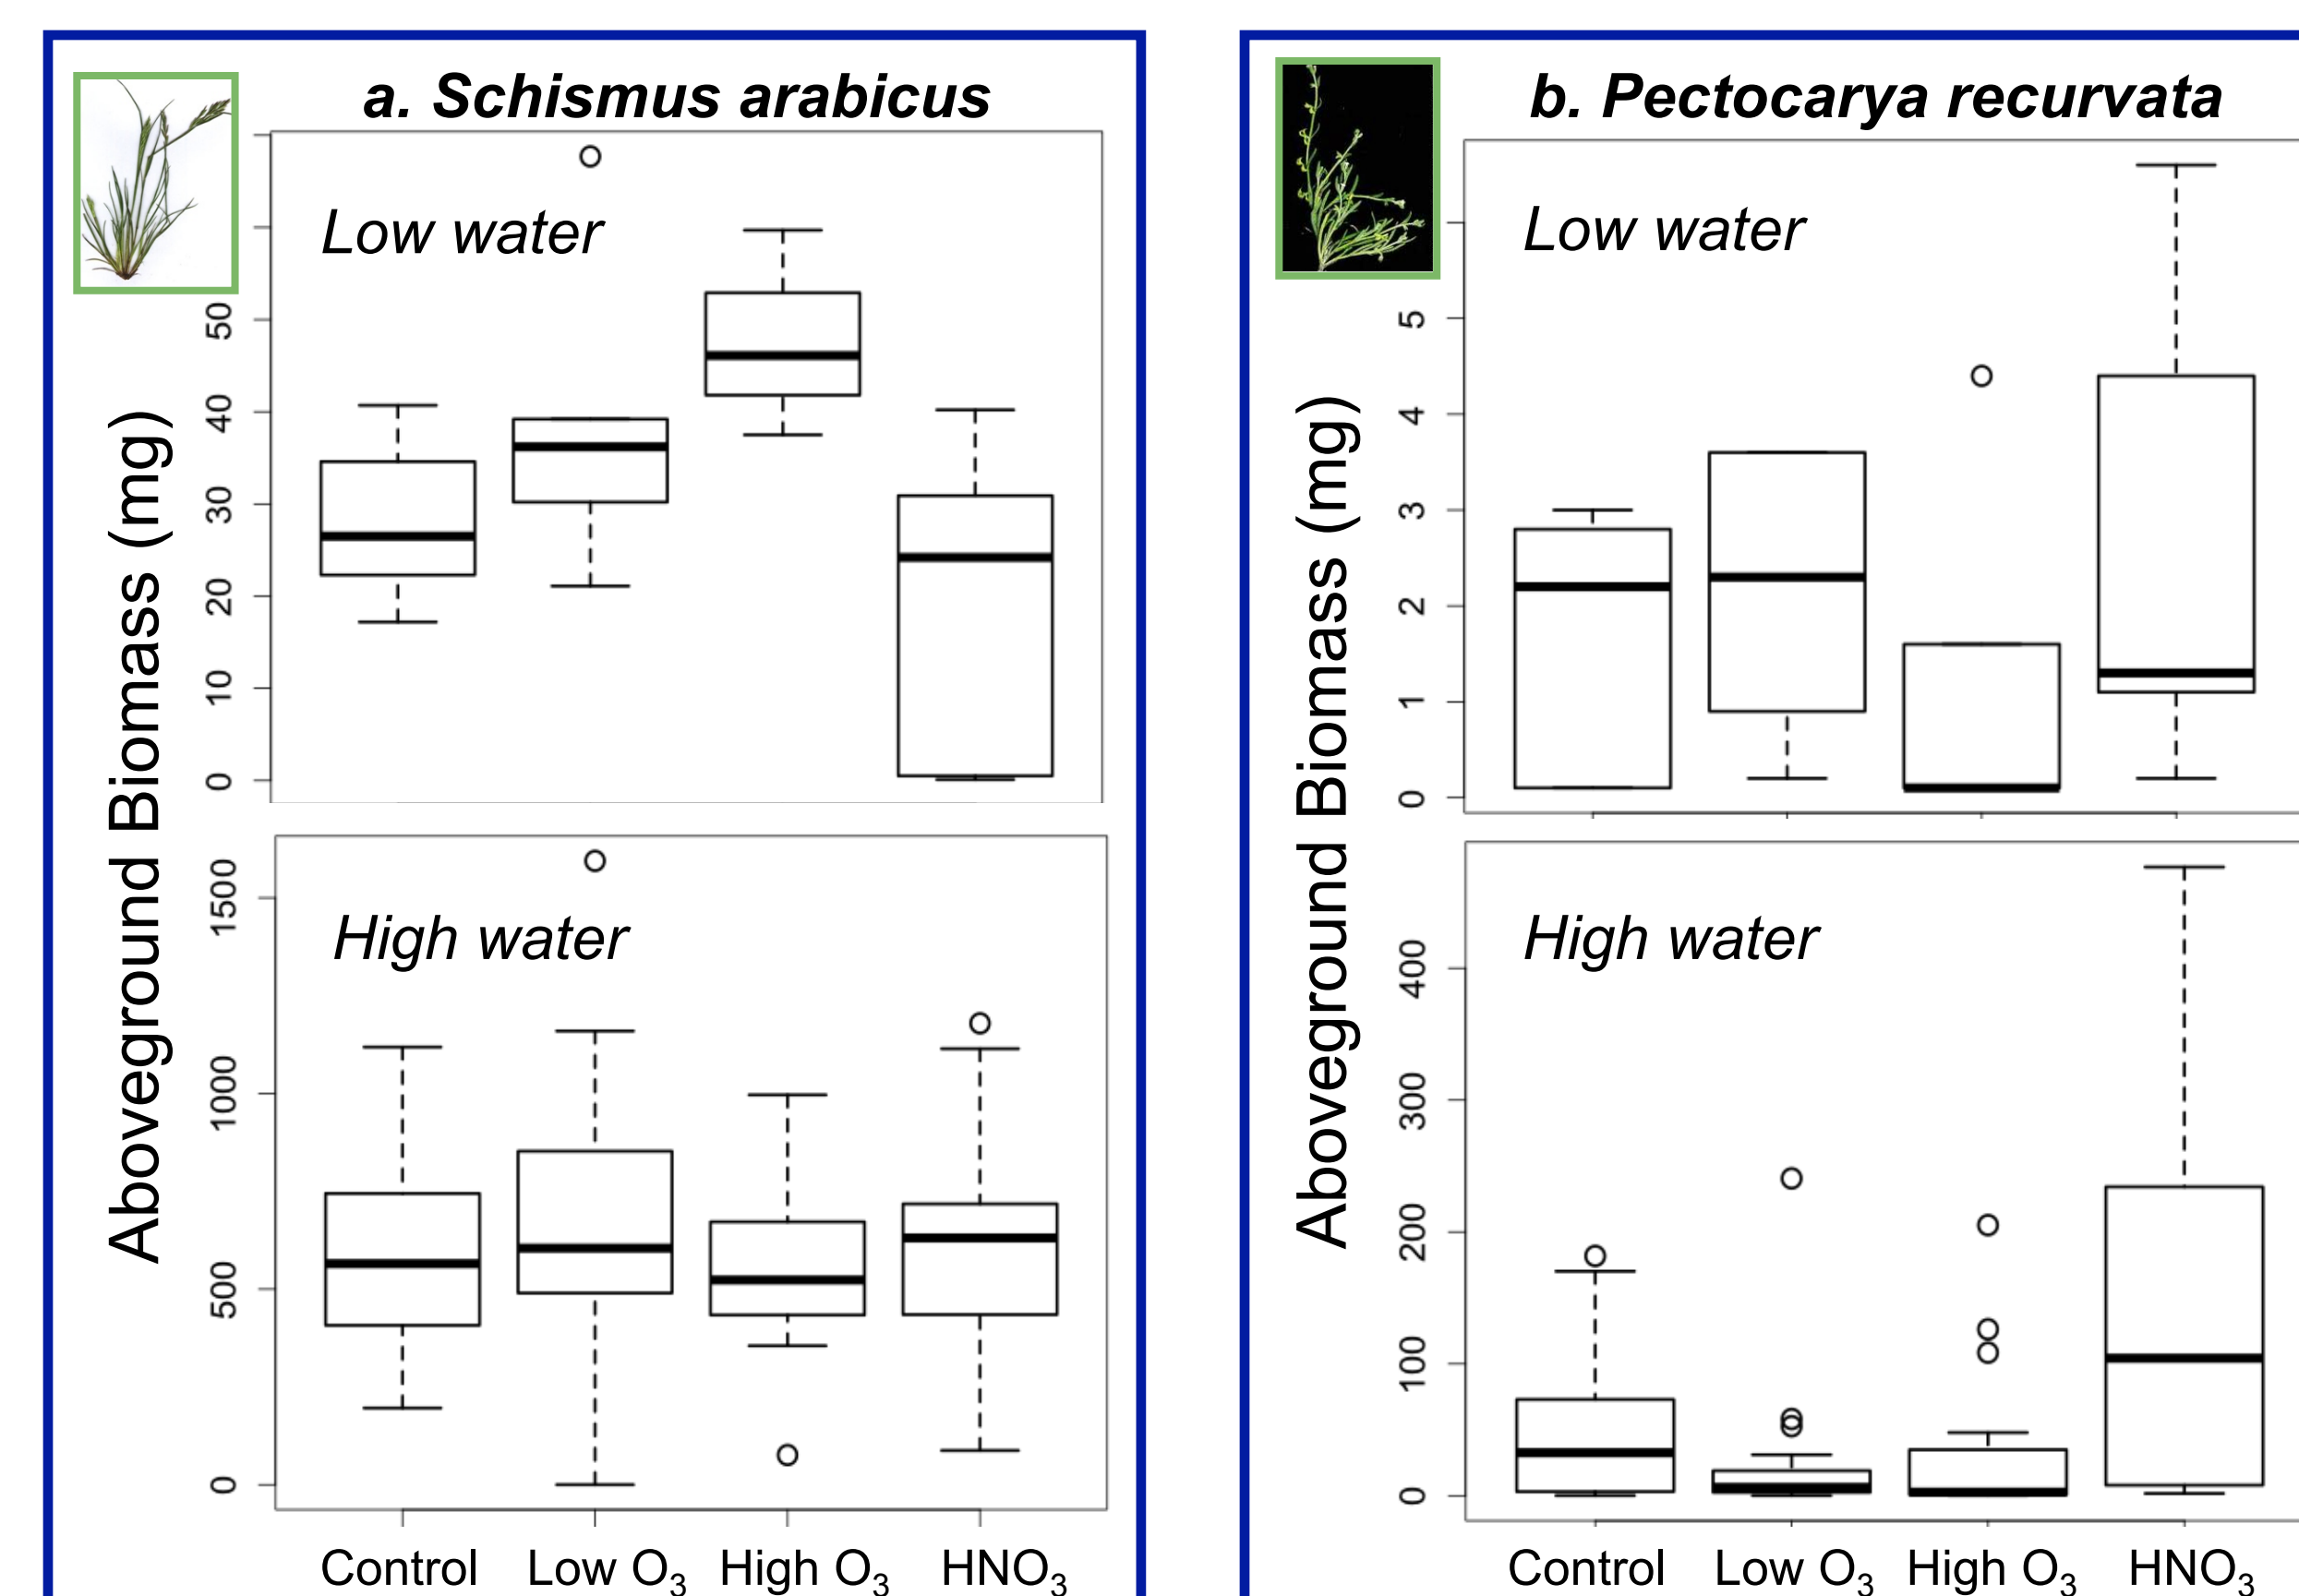 a. Schismus arabicus
Low water
Aboveground Biomass (mg)
50
40
30
20
10
0
High water
1500
1000
500
0
Control Low O₃ High O₃ HNO₃
b. Pectocarya recurvata
Low water
Aboveground Biomass (mg)
5
4
3
2
1
0
High water
400
300
200
100
0
Control Low O₃ High O₃ HNO₃